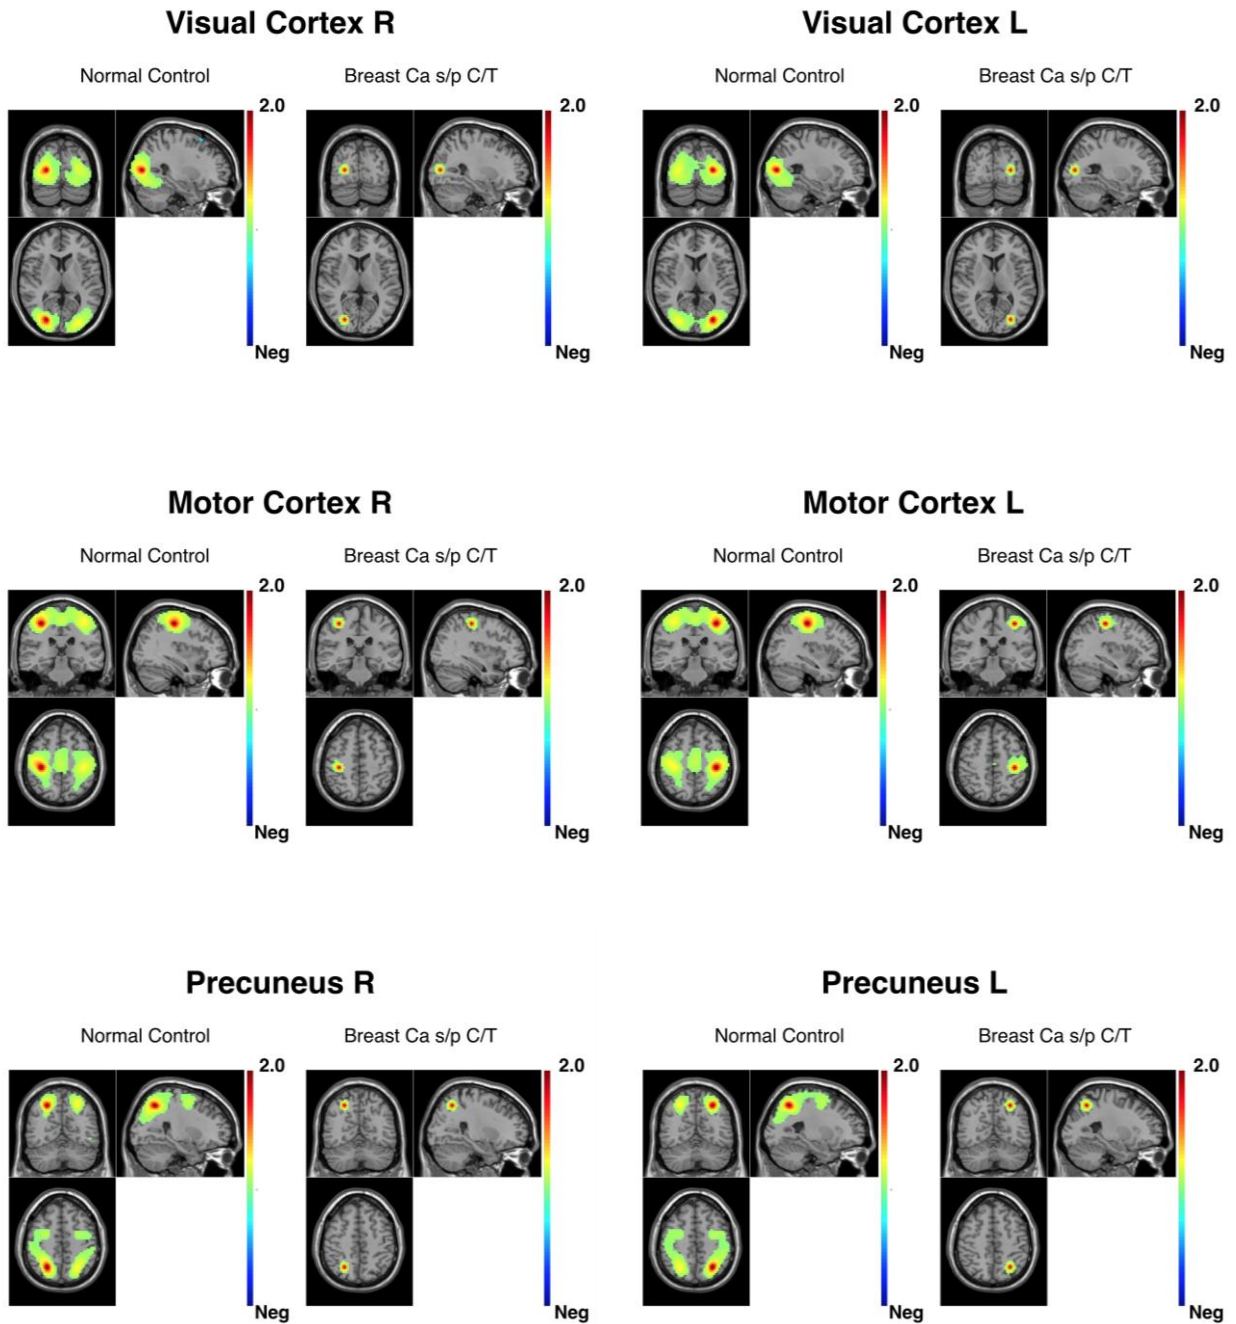 Visual Cortex R
Visual Cortex L
Normal Control
Breast Ca s/p C/T
Normal Control
Breast Ca s/p C/T
2.0
2.0
2.0
2.0
Neg
Neg
Neg
Neg
Motor Cortex R
Motor Cortex L
Normal Control
Breast Ca s/p C/T
Normal Control
Breast Ca s/p C/T
2.0
2.0
2.0
2.0
Neg
Neg
Neg
Neg
Precuneus R
Precuneus L
Normal Control
Breast Ca s/p C/T
Normal Control
Breast Ca s/p C/T
2.0
2.0
2.0
2.0
Neg
Neg
Neg
Neg